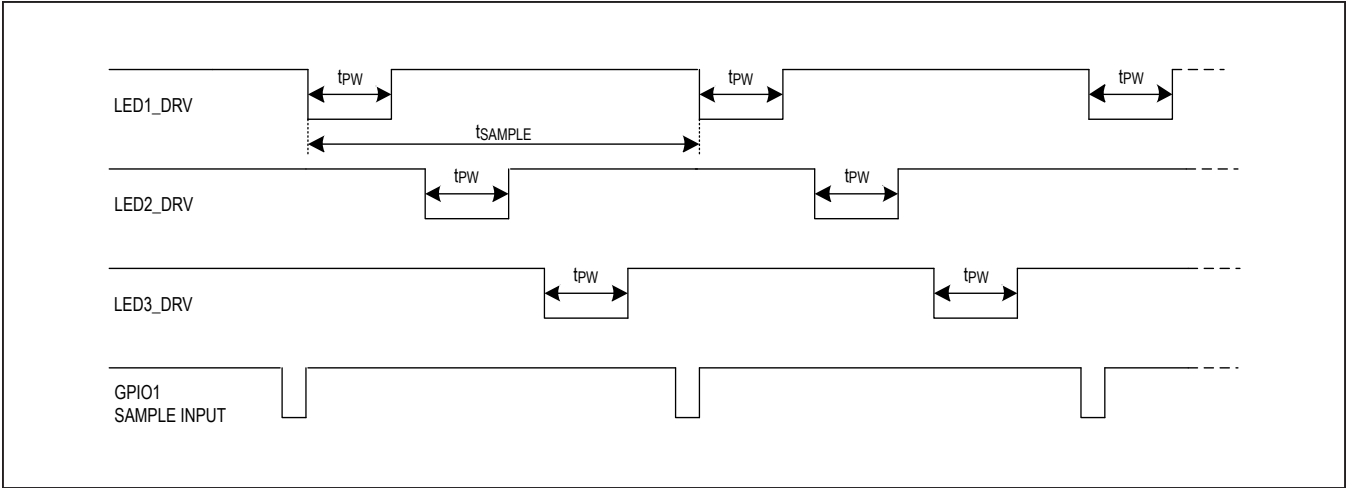 tPW
tPW
tPW
LED1_DRV
tSAMPLE
tPW
tPW
LED2_DRV
tPW
tPW
LED3_DRV
GPIO1
SAMPLE INPUT